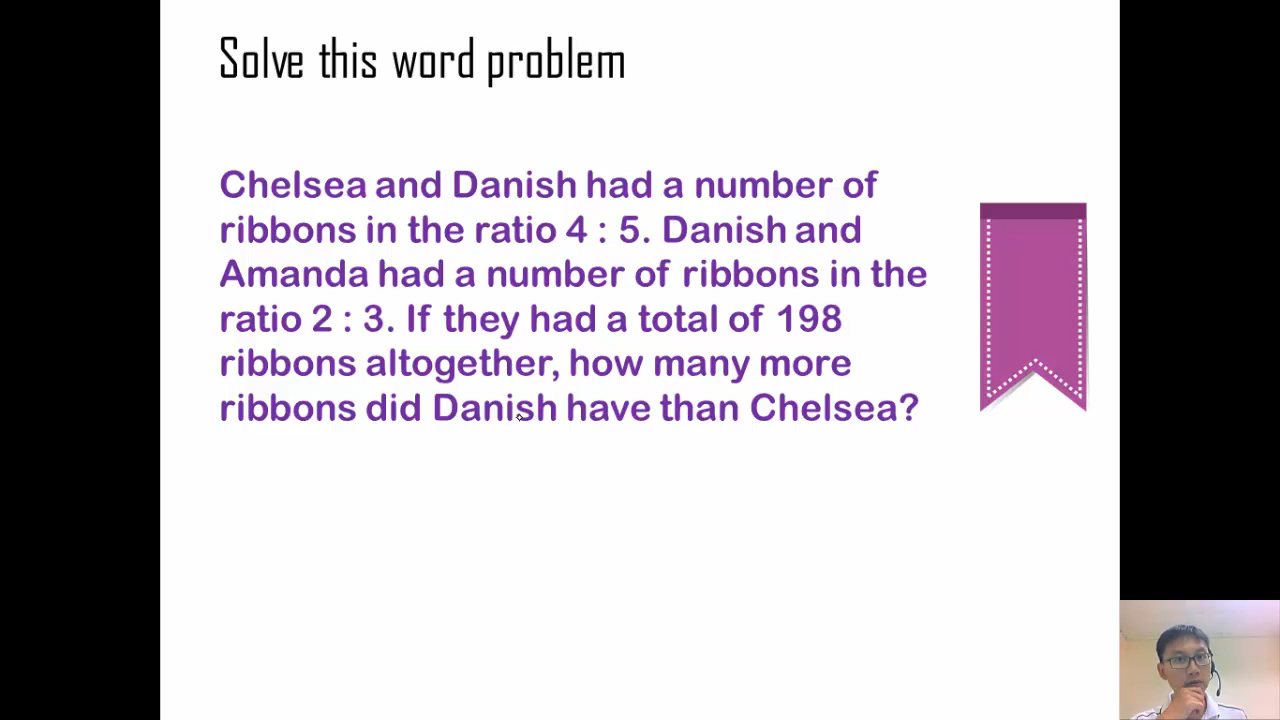 Solve this word problem
Chelsea and Danish had a number of
ribbons in the ratio 4 : 5. Danish and
Amanda had a number of ribbons in the
ratio 2 : 3. If they had a total of 198
ribbons altogether, how many more
ribbons did Danish have than Chelsea?